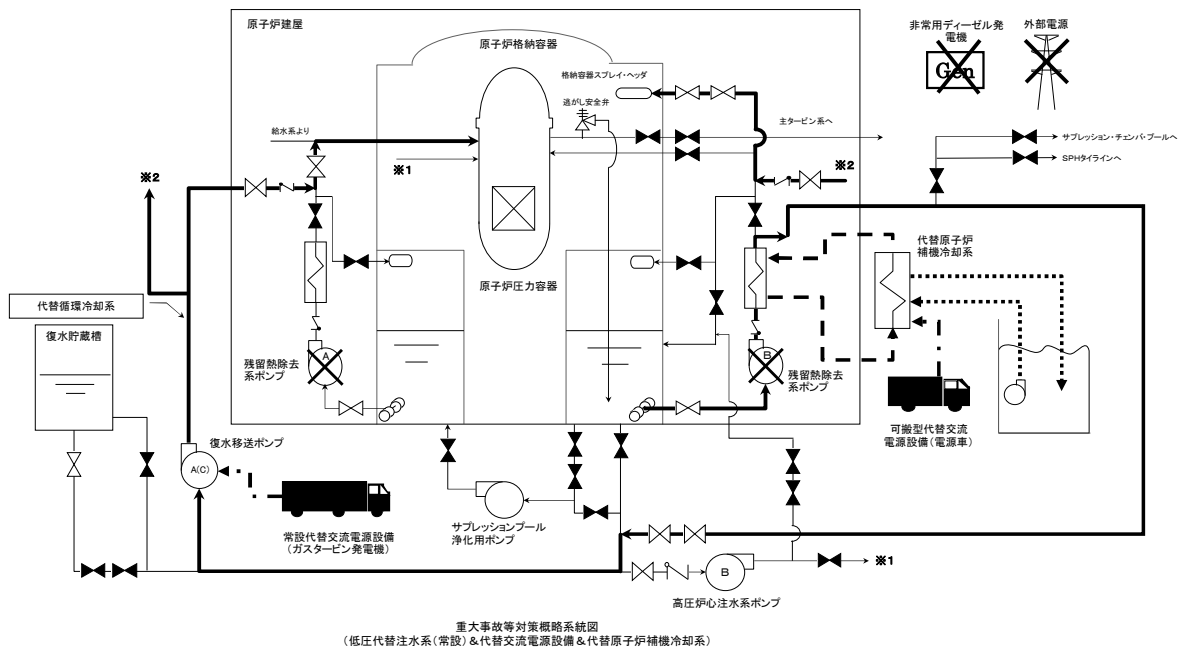 原子炉建屋
原子炉格納容器
非常用ディーゼル発
電機
外部電源
Gen
格納容器スプレイ・ヘッダ
逃がし安全弁
給水系より
主タービン系へ
サプレッション・チェンバ・プールへ
SPHタイラインへ
※1
※2
※2
代替原子炉
補機冷却系
原子炉圧力容器
代替循環冷却系
復水貯蔵槽
A
残留熱除去
系ポンプ
B
残留熱除去
系ポンプ
可搬型代替交流
電源設備(電源車)
復水移送ポンプ
A(C)
常設代替交流電源設備
(ガスタービン発電機)
サプレッションプール
浄化用ポンプ
B
※1
高圧炉心注水系ポンプ
重大事故等対策概略系統図
(低圧代替注水系(常設)&代替交流電源設備&代替原子炉補機冷却系)